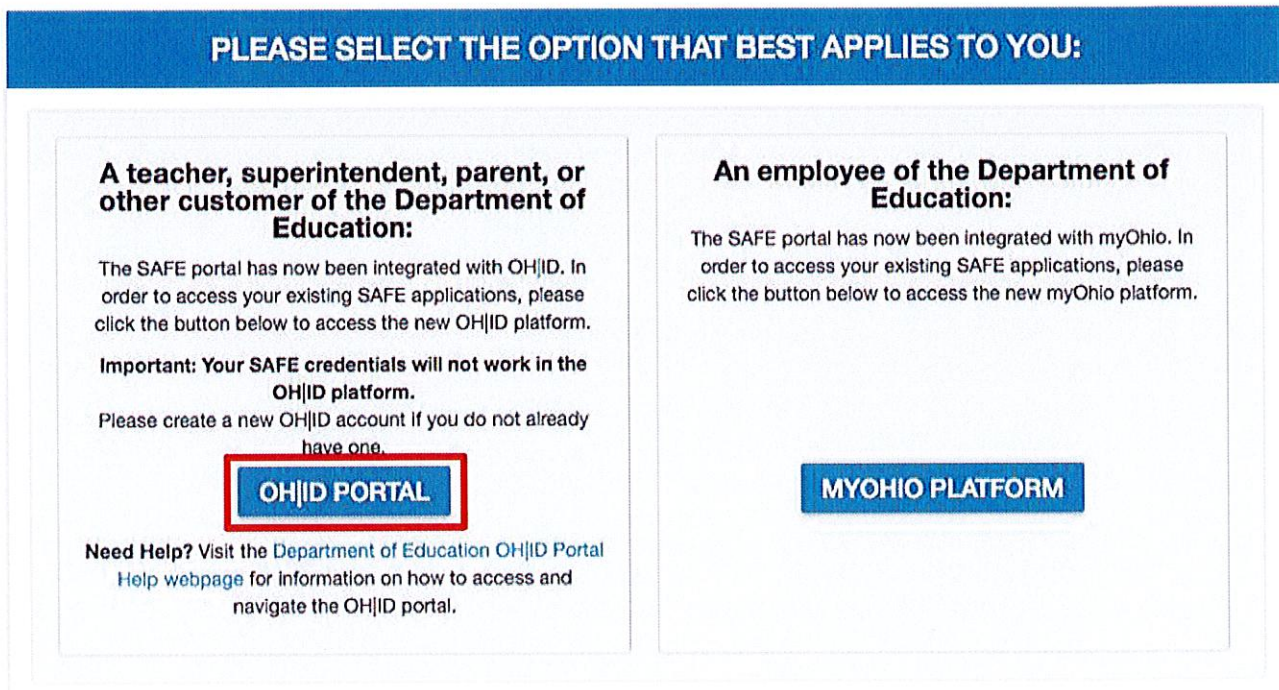 PLEASE SELECT THE OPTION THAT BEST APPLIES TO YOU:
A teacher, superintendent, parent, or
other customer of the Department of
Education:
The SAFE portal has now been integrated with OH|ID. In
order to access your existing SAFE applications, please
click the button below to access the new OH|ID platform.
Important: Your SAFE credentials will not work in the
OH|ID platform.
Please create a new OH|ID account if you do not already
have one.
OH|ID PORTAL
Need Help? Visit the Department of Education OH|ID Portal
Help webpage for information on how to access and
navigate the OH|ID portal.
An employee of the Department of
Education:
The SAFE portal has now been integrated with myOhio. In
order to access your existing SAFE applications, please
click the button below to access the new myOhio platform.
MYOHIO PLATFORM